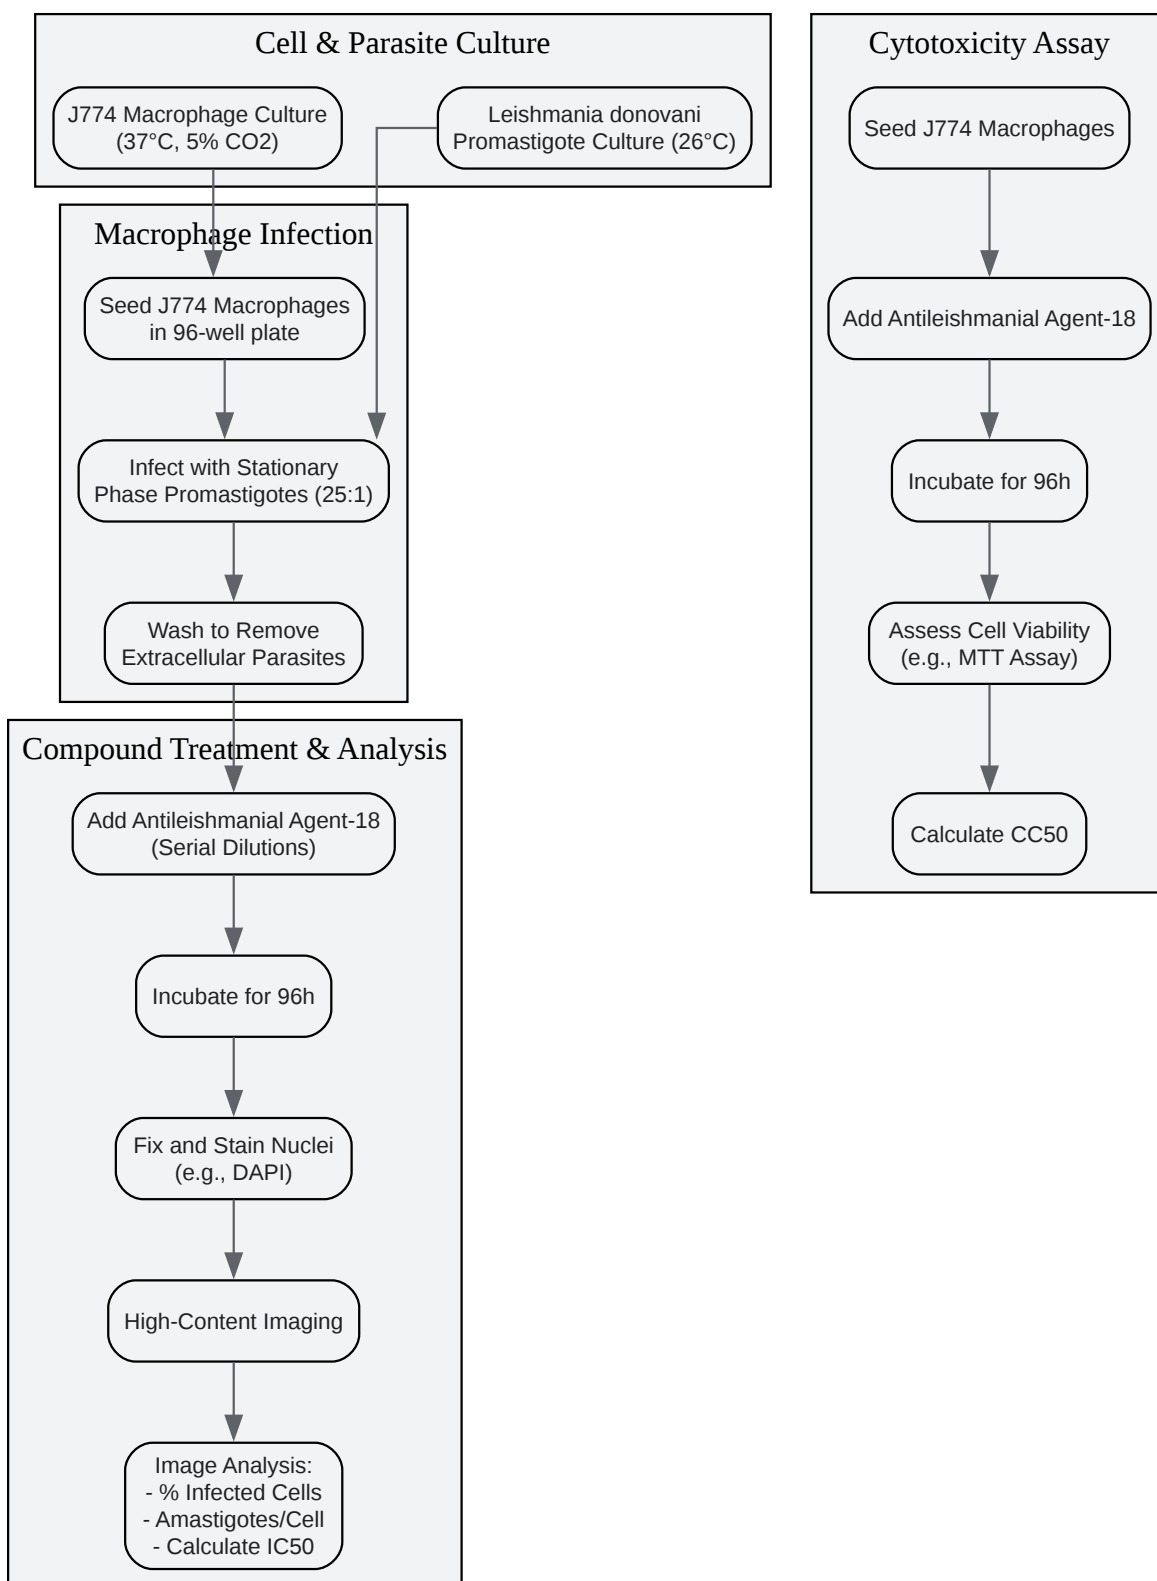 Cell & Parasite Culture
J774 Macrophage Culture
(37°C, 5% CO2)
Leishmania donovani
Promastigote Culture (26°C)
Macrophage Infection
Seed J774 Macrophages
in 96-well plate
Infect with Stationary
Phase Promastigotes (25:1)
Wash to Remove
Extracellular Parasites
Compound Treatment & Analysis
Add Antileishmanial Agent-18
(Serial Dilutions)
Incubate for 96h
Fix and Stain Nuclei
(e.g., DAPI)
High-Content Imaging
Image Analysis:
- % Infected Cells
- Amastigotes/Cell
- Calculate IC50
Cytotoxicity Assay
Seed J774 Macrophages
Add Antileishmanial Agent-18
Incubate for 96h
Assess Cell Viability
(e.g., MTT Assay)
Calculate CC50